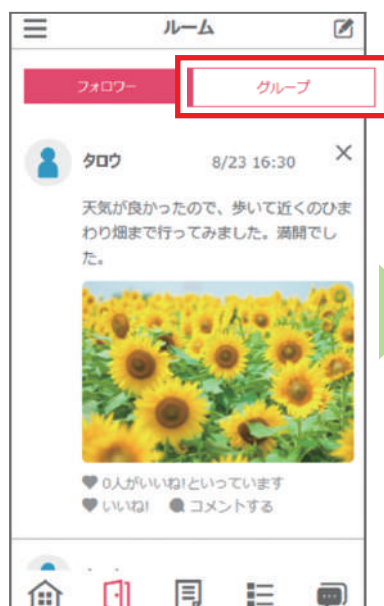 ルーム
フォロワー
グループ
タロウ
8/23 16:30
天気が良かったので、歩いて近くのひま
わり畑まで行ってみました。満開でし
た。
0人がいいね!といっています
いいね! コメントする